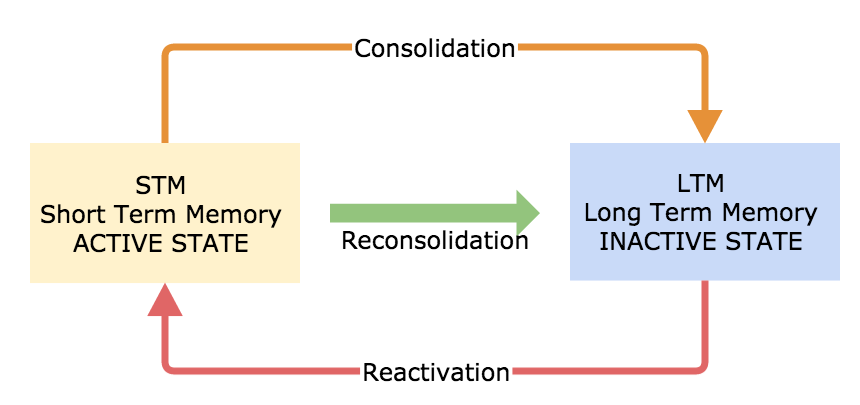 Consolidation
STM
Short Term Memory
ACTIVE STATE
LTM
Long Term Memory
INACTIVE STATE
Reconsolidation
Reactivation